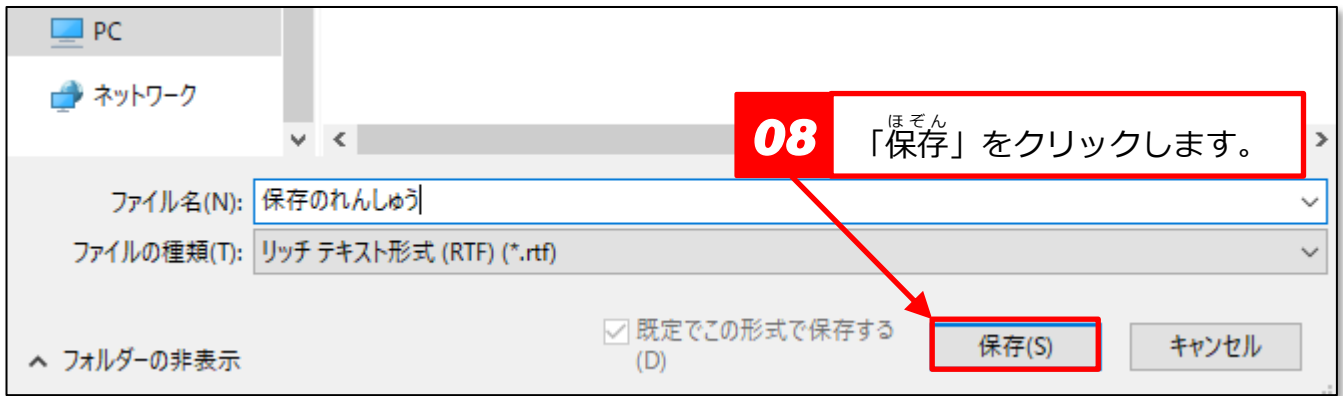 PC
ネットワーク
08
ほぞん
「保存」をクリックします。
ファイル名(N): 保存のれんしゅう
ファイルの種類(T): リッチ テキスト形式 (RTF) (*.rtf)
既定でこの形式で保存する
(D)
保存(S)
キャンセル
フォルダーの非表示